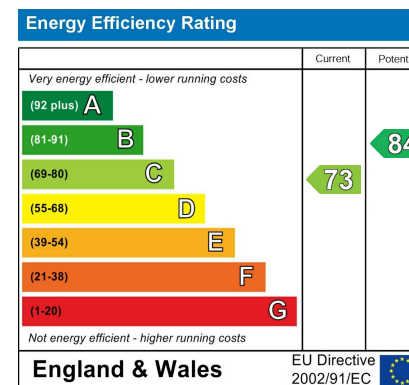 Energy Efficiency Rating
Current Potent
Very energy efficient - lower running costs
(92 plus) A
(81-91) B
84
(69-80) C
73
(55-68) D
(39-54) E
(21-38) F
(1-20) G
Not energy efficient - higher running costs
England & Wales
EU Directive
2002/91/EC